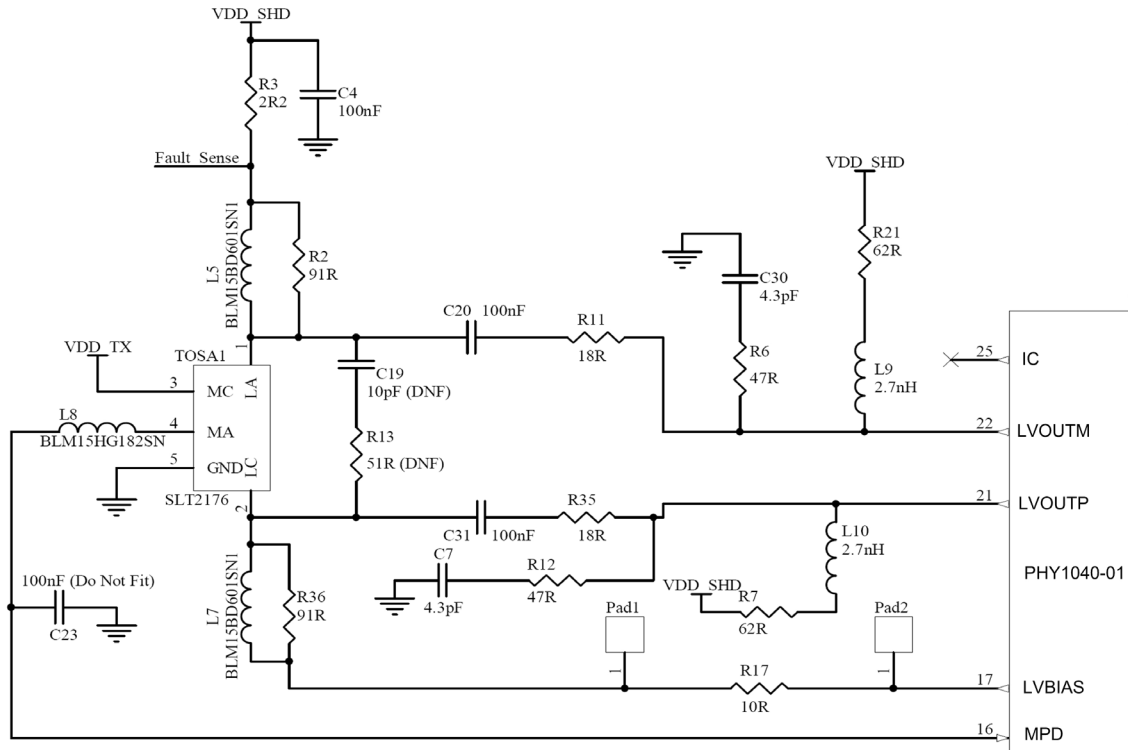 VDD_SHD
R3
2R2
C4
100nF
Fault_Sense
VDD_SHD
L5
BLM15BD601SN1
R2
91R
R21
62R
C30
4.3pF
C20 100nF
R11
18R
R6
47R
L9
2.7nH
25 IC
VDD_TX
TOSA1
1
3 MC LA
C19
10pF (DNF)
L8
BLM15HG182SN
4 MA
22 LVOUTM
R13
51R (DNF)
5 GND LC
SLT2176
2
21 LVOUTP
C31 100nF
R35
18R
L10
2.7nH
C7
4.3pF
R12
47R
PHY1040-01
100nF (Do Not Fit)
C23
L7
BLM15BD601SN1
R36
91R
VDD_SHD
R7
62R
Pad1
1
Pad2
1
R17
10R
17 LVBIAS
16 MPD